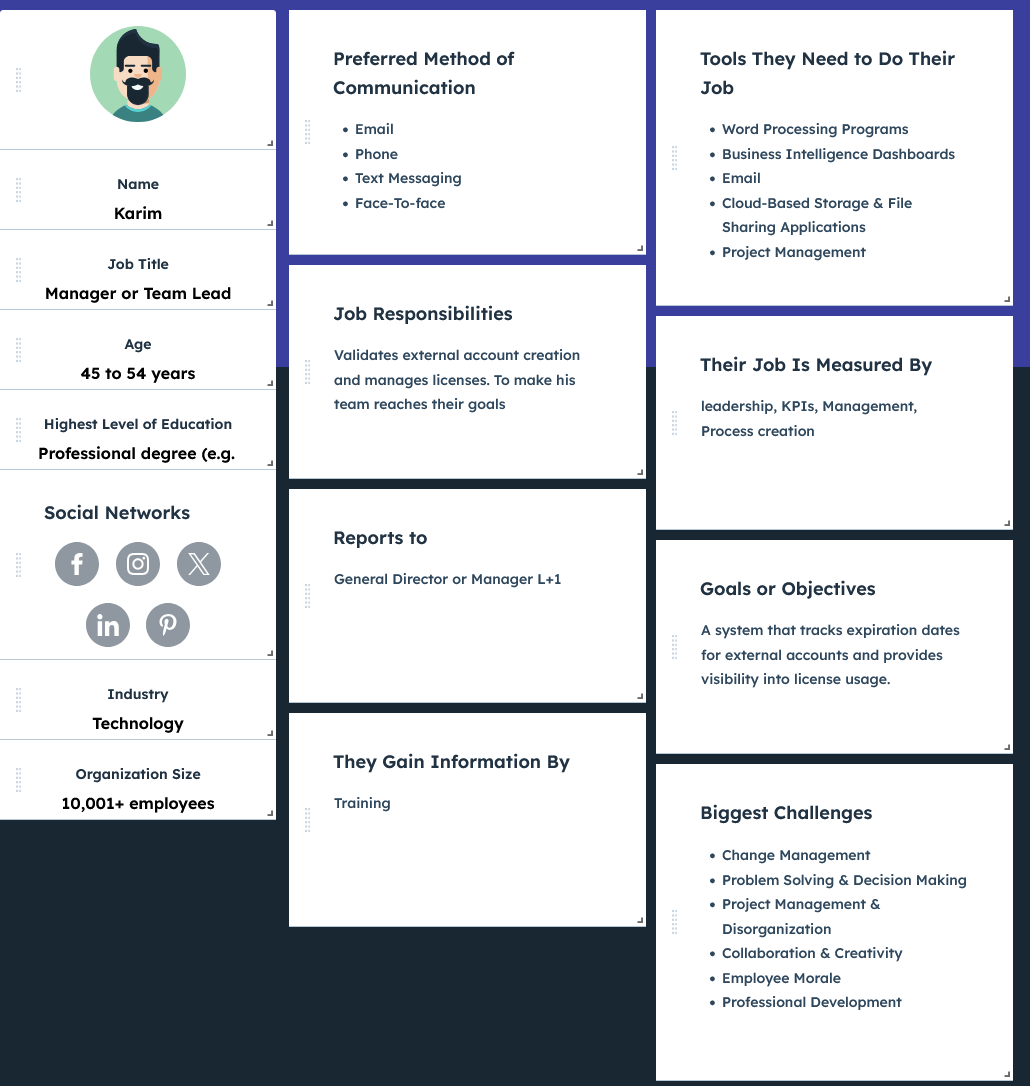 Name
Karim
Job Title
Manager or Team Lead
Age
45 to 54 years
Highest Level of Education
Professional degree (e.g.
Social Networks
Industry
Technology
Organization Size
10,001+ employees
Preferred Method of
Communication
• Email
• Phone
• Text Messaging
• Face-To-face
Job Responsibilities
Validates external account creation
and manages licenses. To make his
team reaches their goals
Reports to
General Director or Manager L+1
They Gain Information By
Training
Tools They Need to Do Their
Job
• Word Processing Programs
• Business Intelligence Dashboards
• Email
• Cloud-Based Storage & File
Sharing Applications
• Project Management
Their Job Is Measured By
leadership, KPIs, Management,
Process creation
Goals or Objectives
A system that tracks expiration dates
for external accounts and provides
visibility into license usage.
Biggest Challenges
• Change Management
• Problem Solving & Decision Making
• Project Management &
Disorganization
• Collaboration & Creativity
• Employee Morale
• Professional Development